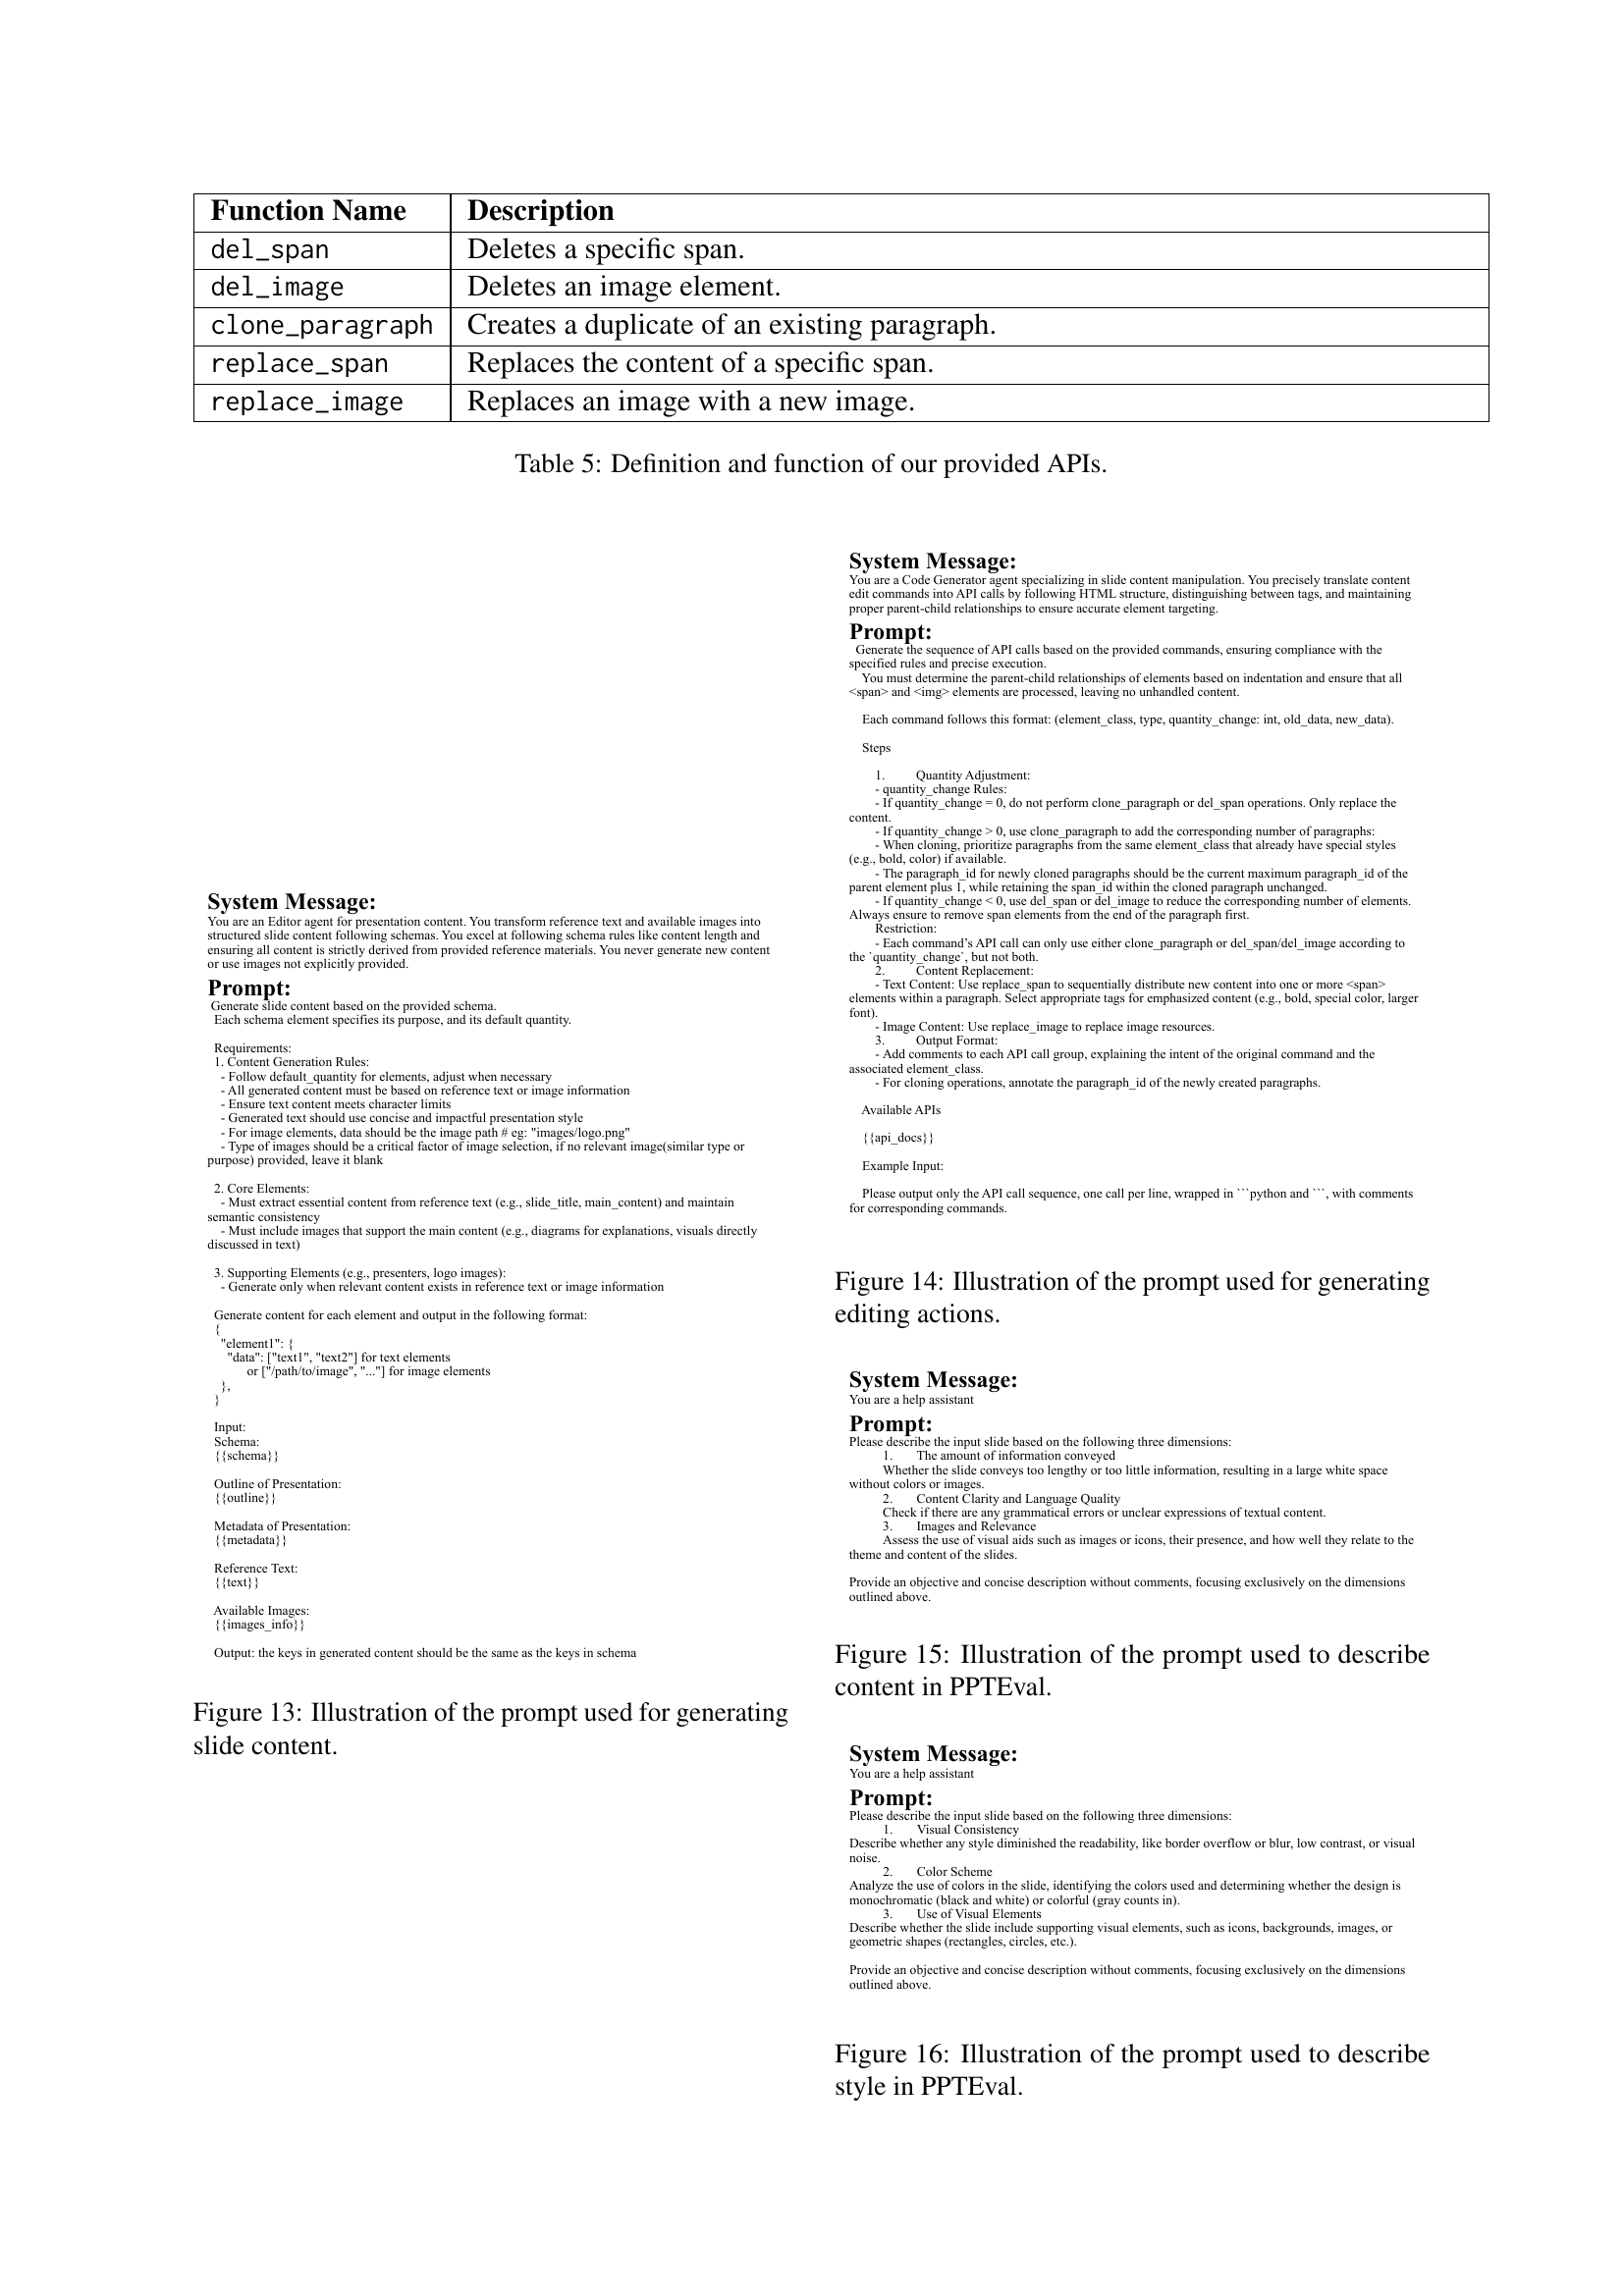 Function Name Description
del_span Deletes a specific span.
del_image Deletes an image element.
clone_paragraph Creates a duplicate of an existing paragraph.
replace_span Replaces the content of a specific span.
replace_image Replaces an image with a new image.
Table 5: Definition and function of our provided APIs.
System Message:
You are an Editor agent for presentation content. You transform reference text and available images into
structured slide content following schemas. You excel at following schema rules like content length and
ensuring all content is strictly derived from provided reference materials. You never generate new content
or use images not explicitly provided.
Prompt:
Generate slide content based on the provided schema.
Each schema element specifies its purpose, and its default quantity.
Requirements:
1. Content Generation Rules:
- Follow default_quantity for elements, adjust when necessary
- All generated content must be based on reference text or image information
- Ensure text content meets character limits
- Generated text should use concise and impactful presentation style
- For image elements, data should be the image path # eg: "images/logo.png"
- Type of images should be a critical factor of image selection, if no relevant image(similar type or
purpose) provided, leave it blank
2. Core Elements:
- Must extract essential content from reference text (e.g., slide_title, main_content) and maintain
semantic consistency
- Must include images that support the main content (e.g., diagrams for explanations, visuals directly
discussed in text)
3. Supporting Elements (e.g., presenters, logo images):
- Generate only when relevant content exists in reference text or image information
Generate content for each element and output in the following format:
{
"element1": {
"data": ["text1", "text2"] for text elements
or ["/path/to/image", "..."] for image elements
},
}
Input:
Schema:
{{schema}}
Outline of Presentation:
{{outline}}
Metadata of Presentation:
{{metadata}}
Reference Text:
{{text}}
Available Images:
{{images_info}}
Output: the keys in generated content should be the same as the keys in schema
Figure 13: Illustration of the prompt used for generating
slide content.
System Message:
You are a Code Generator agent specializing in slide content manipulation. You precisely translate content
edit commands into API calls by following HTML structure, distinguishing between tags, and maintaining
proper parent-child relationships to ensure accurate element targeting.
Prompt:
Generate the sequence of API calls based on the provided commands, ensuring compliance with the
specified rules and precise execution.
You must determine the parent-child relationships of elements based on indentation and ensure that all
<span> and <img> elements are processed, leaving no unhandled content.
Each command follows this format: (element_class, type, quantity_change: int, old_data, new_data).
Steps
1. Quantity Adjustment:
- quantity_change Rules:
- If quantity_change = 0, do not perform clone_paragraph or del_span operations. Only replace the
content.
- If quantity_change > 0, use clone_paragraph to add the corresponding number of paragraphs:
- When cloning, prioritize paragraphs from the same element_class that already have special styles
(e.g., bold, color) if available.
- The paragraph_id for newly cloned paragraphs should be the current maximum paragraph_id of the
parent element plus 1, while retaining the span_id within the cloned paragraph unchanged.
- If quantity_change < 0, use del_span or del_image to reduce the corresponding number of elements.
Always ensure to remove span elements from the end of the paragraph first.
Restriction:
- Each command's API call can only use either clone_paragraph or del_span/del_image according to
the `quantity_change`, but not both.
2. Content Replacement:
- Text Content: Use replace_span to sequentially distribute new content into one or more <span>
elements within a paragraph. Select appropriate tags for emphasized content (e.g., bold, special color, larger
font).
- Image Content: Use replace_image to replace image resources.
3. Output Format:
- Add comments to each API call group, explaining the intent of the original command and the
associated element_class.
- For cloning operations, annotate the paragraph_id of the newly created paragraphs.
Available APIs
{{api_docs}}
Example Input:
Please output only the API call sequence, one call per line, wrapped in ```python and ```, with comments
for corresponding commands.
Figure 14: Illustration of the prompt used for generating
editing actions.
System Message:
You are a help assistant
Prompt:
Please describe the input slide based on the following three dimensions:
1. The amount of information conveyed
Whether the slide conveys too lengthy or too little information, resulting in a large white space
without colors or images.
2. Content Clarity and Language Quality
Check if there are any grammatical errors or unclear expressions of textual content.
3. Images and Relevance
Assess the use of visual aids such as images or icons, their presence, and how well they relate to the
theme and content of the slides.
Provide an objective and concise description without comments, focusing exclusively on the dimensions
outlined above.
Figure 15: Illustration of the prompt used to describe
content in PPTEval.
System Message:
You are a help assistant
Prompt:
Please describe the input slide based on the following three dimensions:
1. Visual Consistency
Describe whether any style diminished the readability, like border overflow or blur, low contrast, or visual
noise.
2. Color Scheme
Analyze the use of colors in the slide, identifying the colors used and determining whether the design is
monochromatic (black and white) or colorful (gray counts in).
3. Use of Visual Elements
Describe whether the slide include supporting visual elements, such as icons, backgrounds, images, or
geometric shapes (rectangles, circles, etc.).
Provide an objective and concise description without comments, focusing exclusively on the dimensions
outlined above.
Figure 16: Illustration of the prompt used to describe
style in PPTEval.